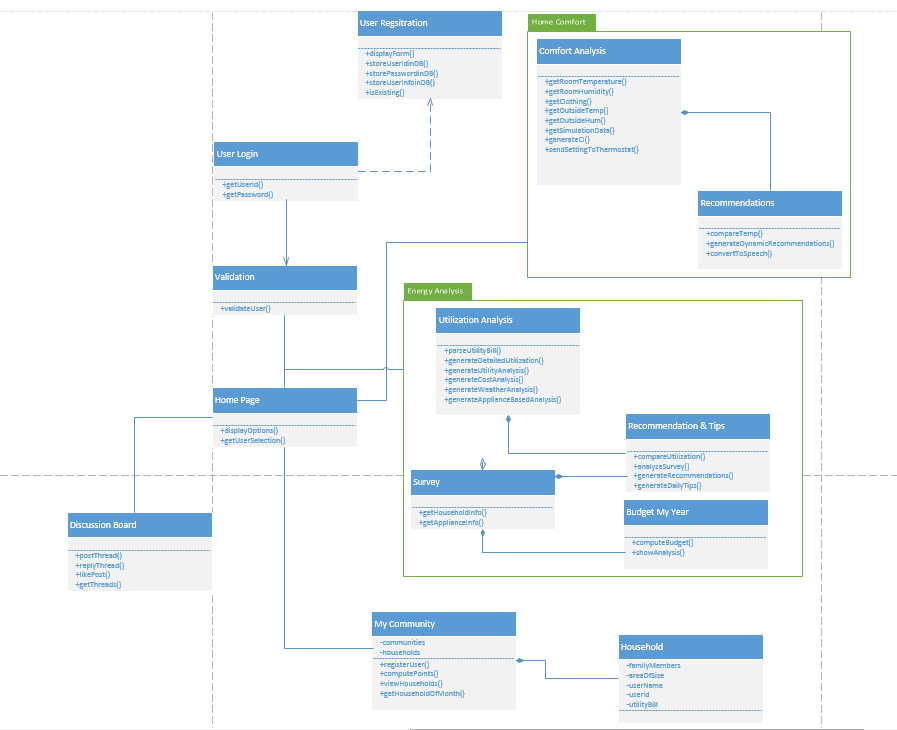 User Regsitration
+displayForm()
+storeUserIdinDB()
+storePasswordinDB()
+storeUserInfoinDB()
+isExisting()
Home Comfort
Comfort Analysis
+getRoomTemperature()
+getRoomHumidity()
+getClothing()
+getOutsideTemp()
+getOutsideHum()
+getSimulationData()
+generateCI()
+sendSettingToThermostat()
User Login
+getUserId()
+getPassword()
Recommendations
+compareTemp()
+generateDynamicRecommendations()
+convertToSpeech()
Validation
+validateUser()
Energy Analysis
Utilization Analysis
+parseUtilityBill()
+generateDetailedUtilization()
+generateUtilityAnalysis()
+generateCostAnalysis()
+generateWeatherAnalysis()
+generateApplianceBasedAnalysis()
Home Page
+displayOptions()
+getUserSelection()
Recommendation & Tips
+compareUtilization()
+analyzeSurvey()
+generateRecommendations()
+generateDailyTips()
Survey
+getHouseholdInfo()
+getApplianceInfo()
Budget My Year
+computeBudget()
+showAnalysis()
Discussion Board
+postThread()
+replyThread()
+likePost()
+getThreads()
My Community
-communities
-households
+registerUser()
+computePoints()
+viewHouseholds()
+getHouseholdOfMonth()
Household
-familyMembers
-areaOfSize
-userName
-userId
-utilityBill